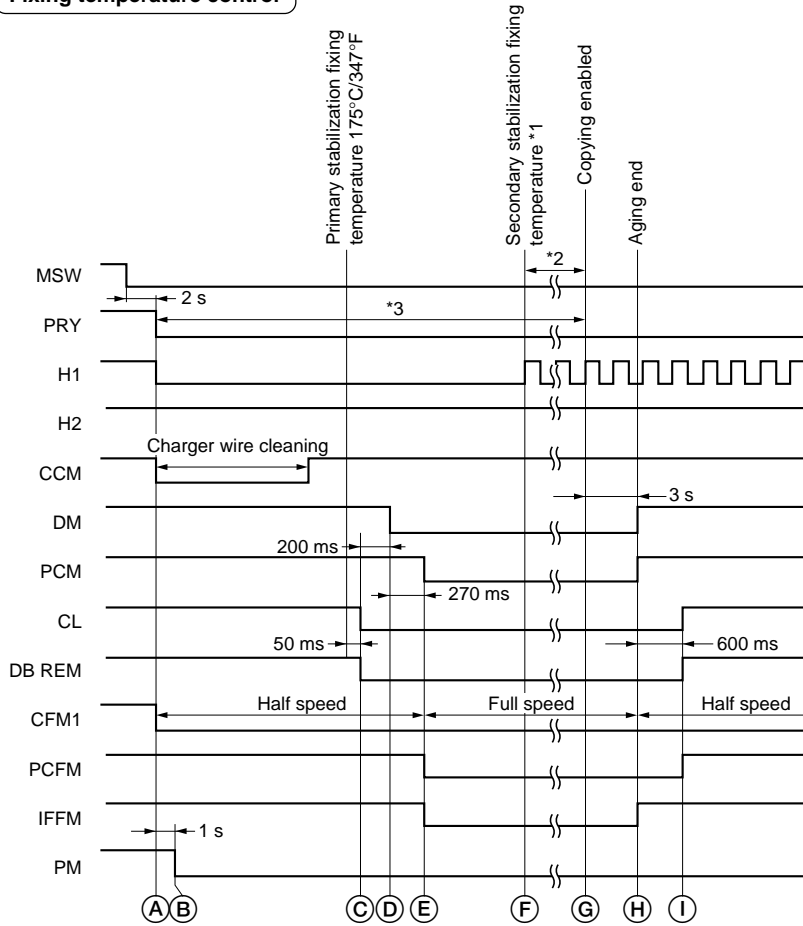 Fixing temperature control
Primary stabilization fixing
temperature 175°C/347°F
Secondary stabilization fixing
temperature *1
Copying enabled
Aging end
*2
MSW
2 s
PRY
*3
H1
H2
Charger wire cleaning
CCM
3 s
DM
200 ms
PCM
270 ms
CL
50 ms
600 ms
DB REM
Half speed
Full speed
Half speed
CFM1
PCFM
IFFM
1 s
PM
A B C D E F G H I